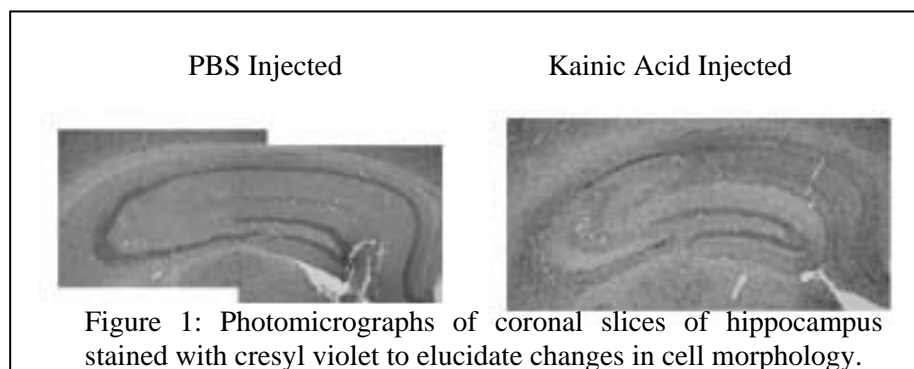 PBS Injected Kainic Acid Injected
Figure 1: Photomicrographs of coronal slices of hippocampus
stained with cresyl violet to elucidate changes in cell morphology.